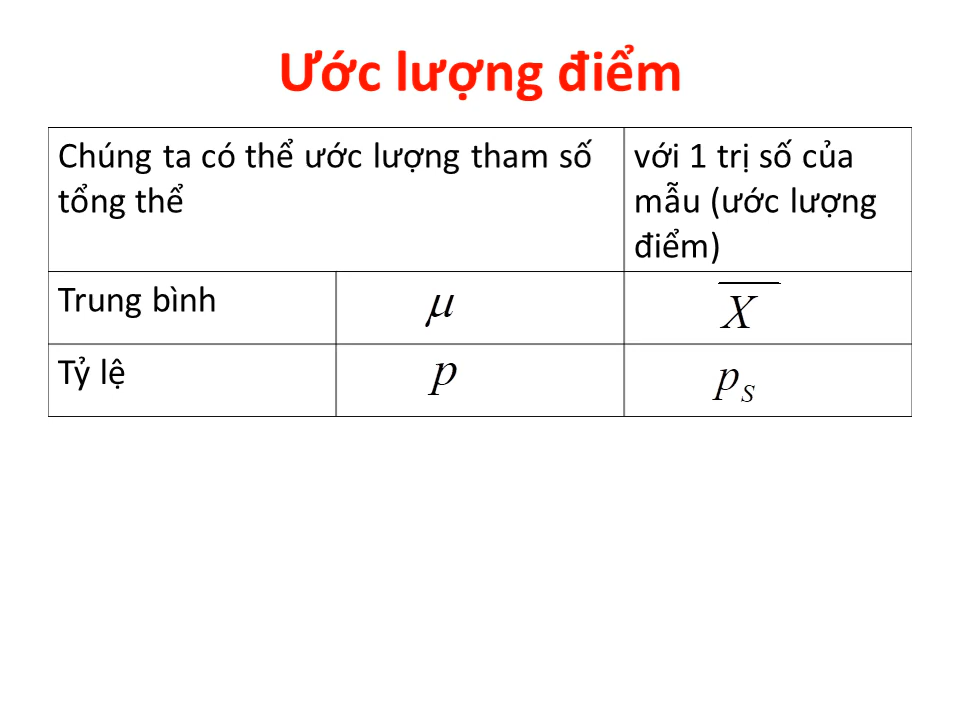 Ước lượng điểm
Chúng ta có thể ước lượng tham số
tổng thể
với 1 trị số của
mẫu (ước lượng
điểm)
Trung bình μ X̅
Tỷ lệ p pₛ